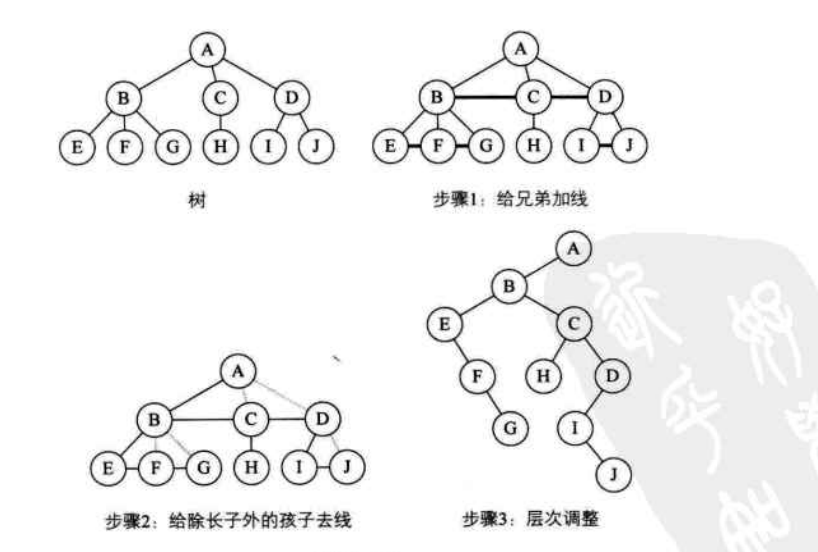 A
B C D
E F G H I J
树
A
B C D
E F G H I J
步骤1：给兄弟加线
A
B C D
E F G H I J
步骤2：给除长子外的孩子去线
A
B
E C
F H D
G I
J
步骤3：层次调整